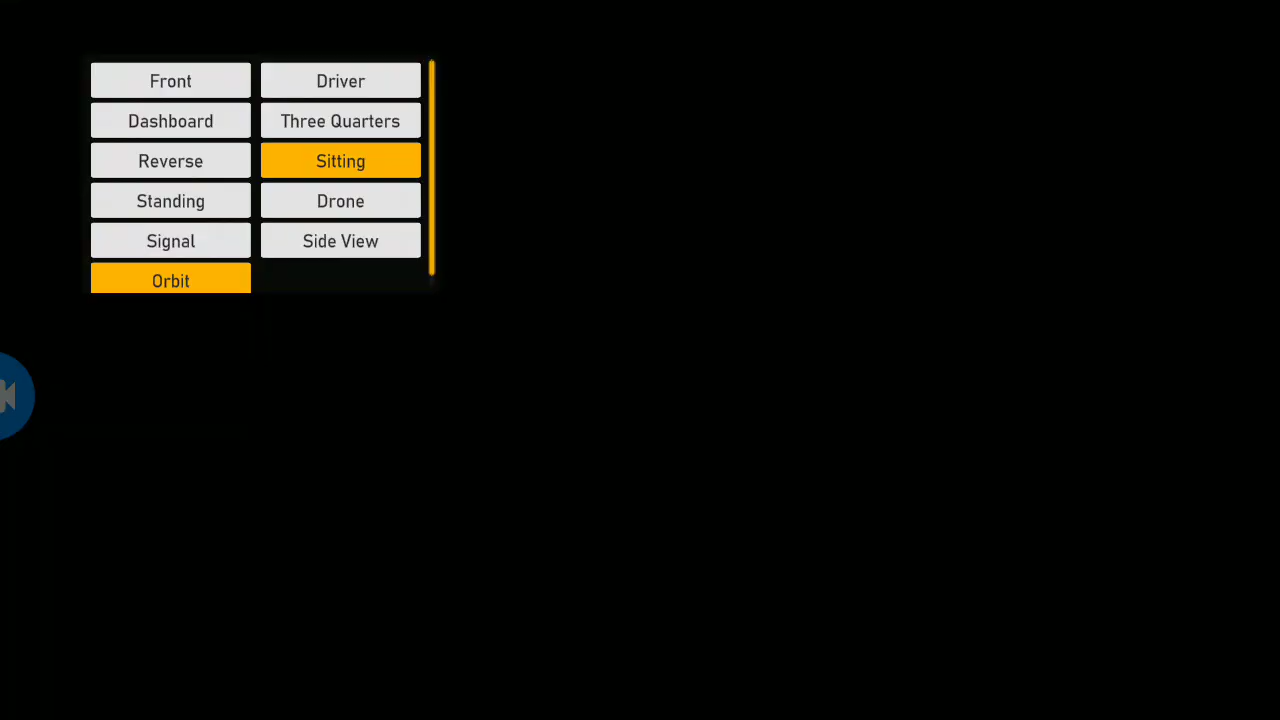 Front
Driver
Dashboard
Three Quarters
Reverse
Sitting
Standing
Drone
Signal
Side View
Orbit